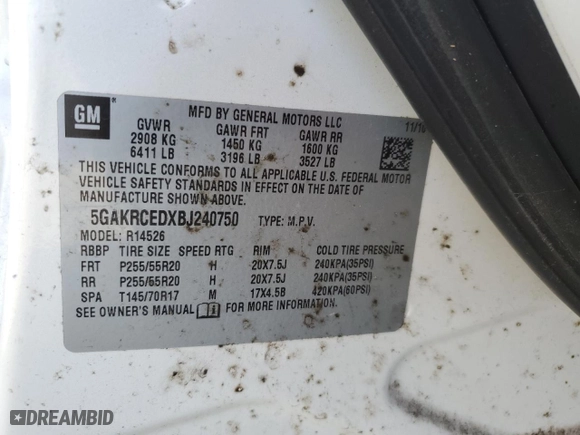 GM
MFD BY GENERAL MOTORS LLC
11/10
GVWR GAWR FRT GAWR RR
2908 KG 1450 KG 1600 KG
6411 LB 3196 LB 3527 LB
THIS VEHICLE CONFORMS TO ALL APPLICABLE U.S. FEDERAL MOTOR
VEHICLE SAFETY STANDARDS IN EFFECT ON THE DATE OF
MANUFACTURE SHOWN ABOVE.
5GAKRCEDXBJ240750 TYPE: M.P.V.
MODEL: R14526
RBBP TIRE SIZE SPEED RTG RIM COLD TIRE PRESSURE
FRT P255/55R20 H 20X7.5J 240KPA(35PSI)
RR P255/55R20 H 20X7.5J 240KPA(35PSI)
SPA T145/70R17 M 17X4.5B 420KPA(60PSI)
SEE OWNER'S MANUAL FOR MORE INFORMATION.
DREAMBID